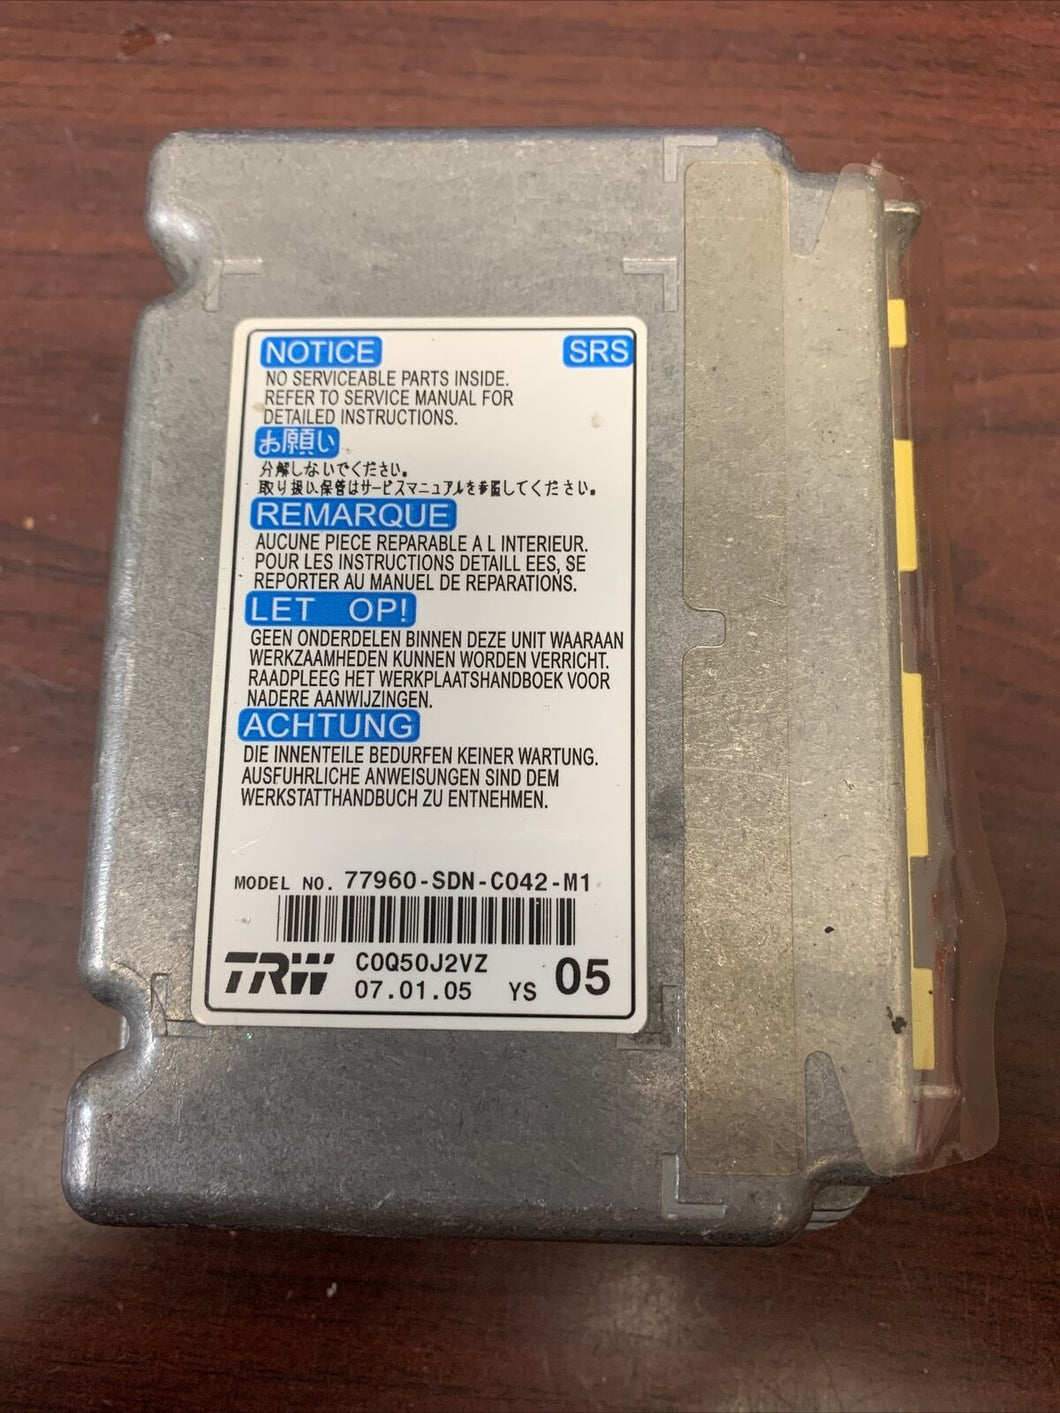 NOTICE
SRS
NO SERVICEABLE PARTS INSIDE.
REFER TO SERVICE MANUAL FOR
DETAILED INSTRUCTIONS.
お願い
分解しないでください。
取り扱い、保管はサービスマニュアルを参照してください。
REMARQUE
AUCUNE PIECE REPARABLE A L INTERIEUR.
POUR LES INSTRUCTIONS DETAILL EES, SE
REPORTER AU MANUEL DE REPARATIONS.
LET OP!
GEEN ONDERDELEN BINNEN DEZE UNIT WAARAAN
WERKZAAMHEDEN KUNNEN WORDEN VERRICHT.
RAADPLEEG HET WERKPLAATSHANDBOEK VOOR
NADERE AANWIJZINGEN.
ACHTUNG
DIE INNENTEILE BEDURFEN KEINER WARTUNG.
AUSFUHRLICHE ANWEISUNGEN SIND DEM
WERKSTATTHANDBUCH ZU ENTNEHMEN.
MODEL NO. 77960-SDN-C042-M1
TRW
C0Q50J2VZ
07.01.05 YS 05